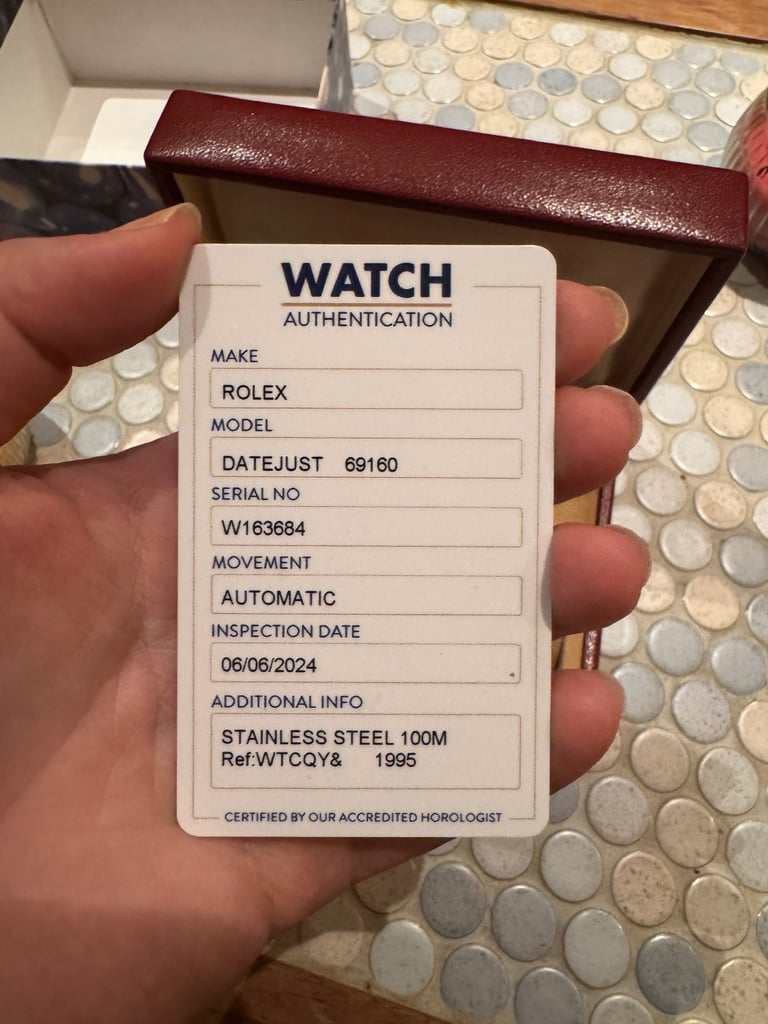 WATCH
AUTHENTICATION
MAKE
ROLEX
MODEL
DATEJUST 69160
SERIAL NO
W163684
MOVEMENT
AUTOMATIC
INSPECTION DATE
06/06/2024
ADDITIONAL INFO
STAINLESS STEEL 100M
Ref:WTCQY& 1995
CERTIFIED BY OUR ACCREDITED HOROLOGIST